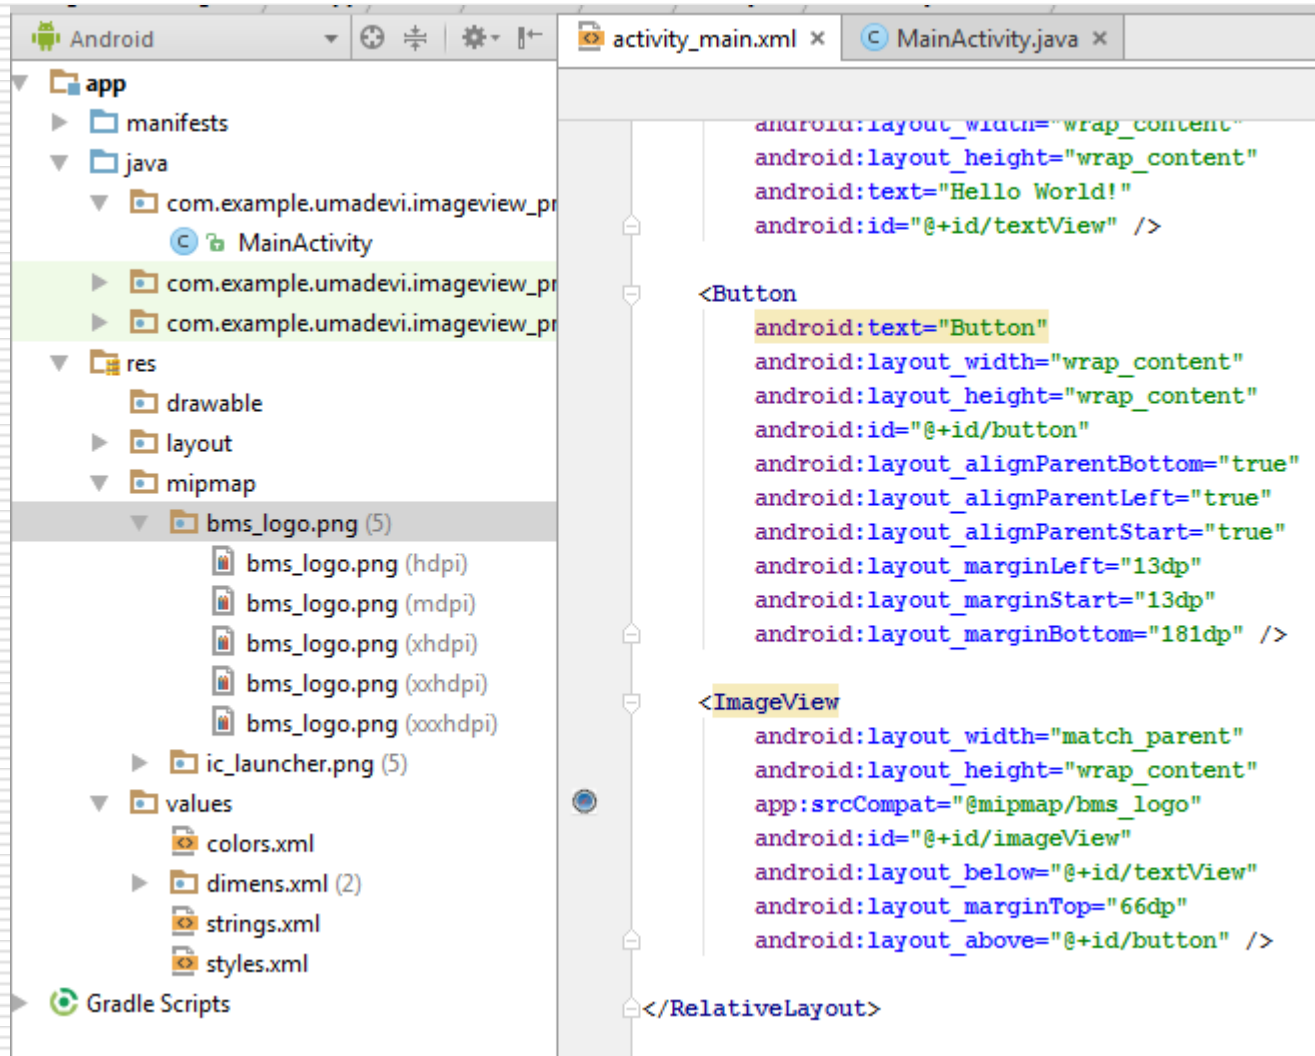 Android
app
manifests
java
com.example.umadevi.imageview_pr
MainActivity
com.example.umadevi.imageview_pr
com.example.umadevi.imageview_pr
res
drawable
layout
mipmap
bms_logo.png (5)
bms_logo.png (hdpi)
bms_logo.png (mdpi)
bms_logo.png (xhdpi)
bms_logo.png (xxhdpi)
bms_logo.png (xxxhdpi)
ic_launcher.png (5)
values
colors.xml
dimens.xml (2)
strings.xml
styles.xml
Gradle Scripts
activity_main.xml
MainActivity.java
android:layout_width="wrap_content"
android:layout_height="wrap_content"
android:text="Hello World!"
android:id="@+id/textView" />
<Button
android:text="Button"
android:layout_width="wrap_content"
android:layout_height="wrap_content"
android:id="@+id/button"
android:layout_alignParentBottom="true"
android:layout_alignParentLeft="true"
android:layout_alignParentStart="true"
android:layout_marginLeft="13dp"
android:layout_marginStart="13dp"
android:layout_marginBottom="181dp" />
<ImageView
android:layout_width="match_parent"
android:layout_height="wrap_content"
app:srcCompat="@mipmap/bms_logo"
android:id="@+id/imageView"
android:layout_below="@+id/textView"
android:layout_marginTop="66dp"
android:layout_above="@+id/button" />
</RelativeLayout>